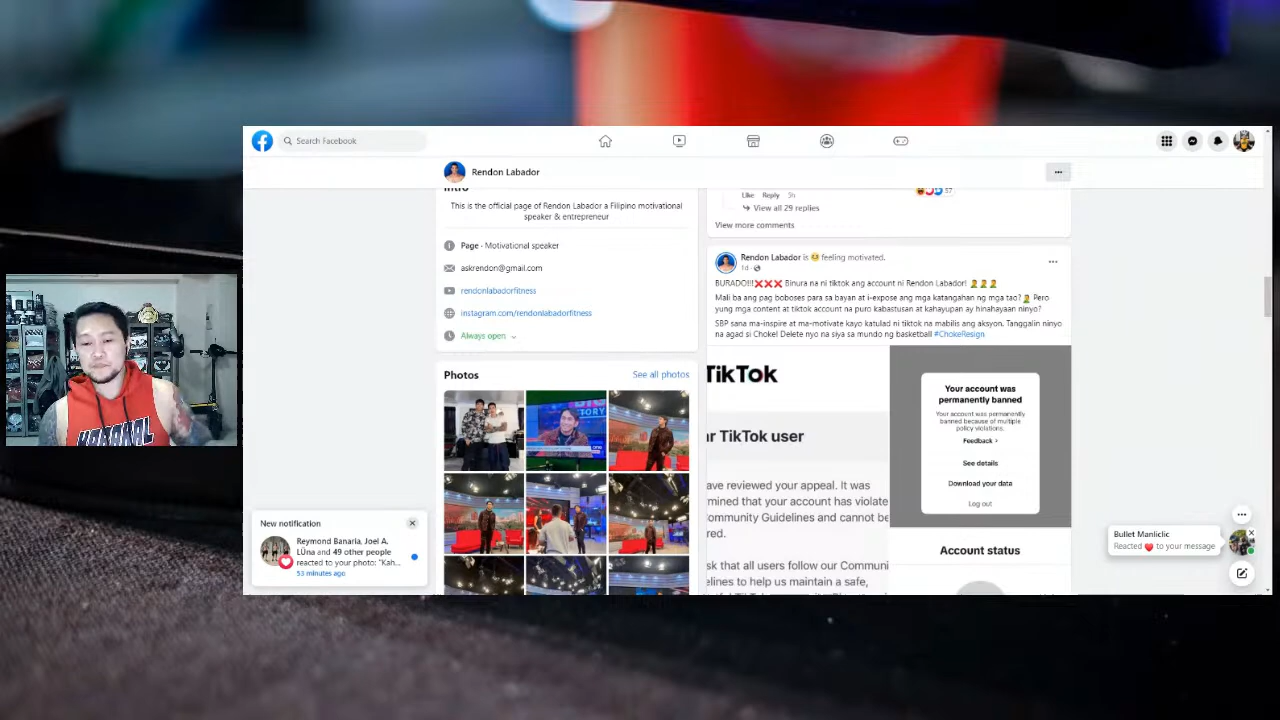 Search Facebook
Rendon Labador
Intro
This is the official page of Rendon Labador a Filipino motivational
speaker & entrepreneur
Page · Motivational speaker
askrendon@gmail.com
rendonlabadorfitness
instagram.com/rendonlabadorfitness
Always open
Photos
See all photos
Like Reply 5h
57
View all 29 replies
View more comments
Rendon Labador is 🥺 feeling motivated.
1d ·
BURADO!!!❌❌❌ Binura na ni tiktok ang account ni Rendon Labador! 🤦‍♂️🤦‍♂️🤦‍♂️
Mali ba ang pag boboses para sa bayan at i-expose ang mga katangahan ng mga tao?🤦‍♂️ Pero
yung mga content at tiktok account na puro kabastusan at kahayupan ay hinahayaan ninyo?
SBP sana ma-inspire at ma-motivate kayo katulad ni tiktok na mabilis ang aksyon. Tanggalin ninyo
na agad si Choke! Delete nyo na siya sa mundo ng basketball #ChokeResign
TikTok
r TikTok user
ave reviewed your appeal. It was
mined that your account has violate
ommunity Guidelines and cannot be
red.
sk that all users follow our Communi
elines to help us maintain a safe,
Your account was
permanently
banned
Your account was permanently
banned because of multiple
policy violations.
Feedback >
See details
Download your data
Log out
Account status
New notification
Reymond Banaria, Joel A.
LÜna and 49 other people
reacted to your photo: "Kah...
53 minutes ago
Bullet Manliclic
Reacted ❤️ to your message